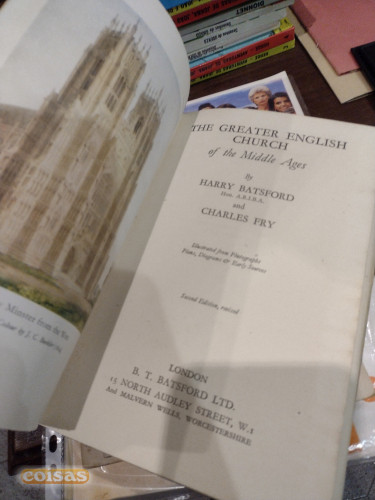 THE GREATER ENGLISH
CHURCH
of the Middle Ages
by
HARRY BATSFORD
Hon. A.R.I.B.A.
and
CHARLES FRY
Illustrated from Photographs
Plans, Diagrams & Early Sources
Second Edition, revised
LONDON
B. T. BATSFORD LTD.
15 NORTH AUDLEY STREET, W.1
And MALVERN WELLS, WORCESTERSHIRE
Minster from the
Colour by J. C.
coisas